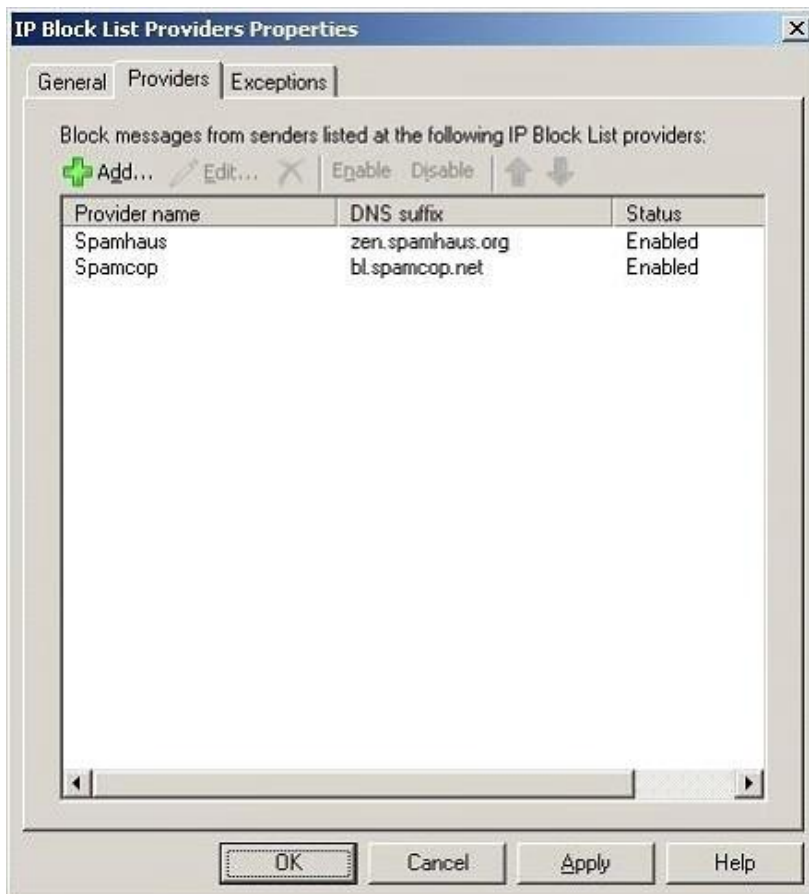 IP Block List Providers Properties
General Providers Exceptions
Block messages from senders listed at the following IP Block List providers:
Add... Edit... Enable Disable
Provider name DNS suffix Status
Spamhaus zen.spamhaus.org Enabled
Spamcop bl.spamcop.net Enabled
OK Cancel Apply Help